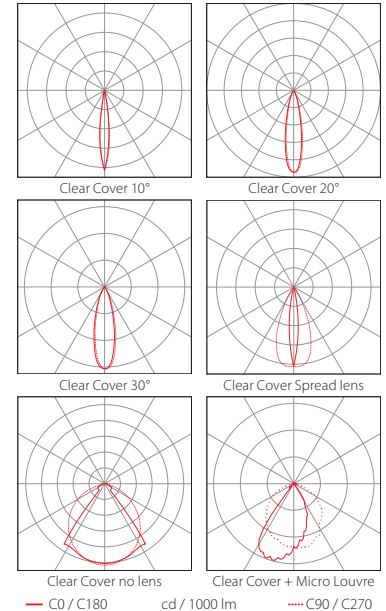 Clear Cover 10°
Clear Cover 20°
Clear Cover 30°
Clear Cover Spread lens
Clear Cover no lens
Clear Cover + Micro Louvre
C0 / C180
cd / 1000 lm
C90 / C270